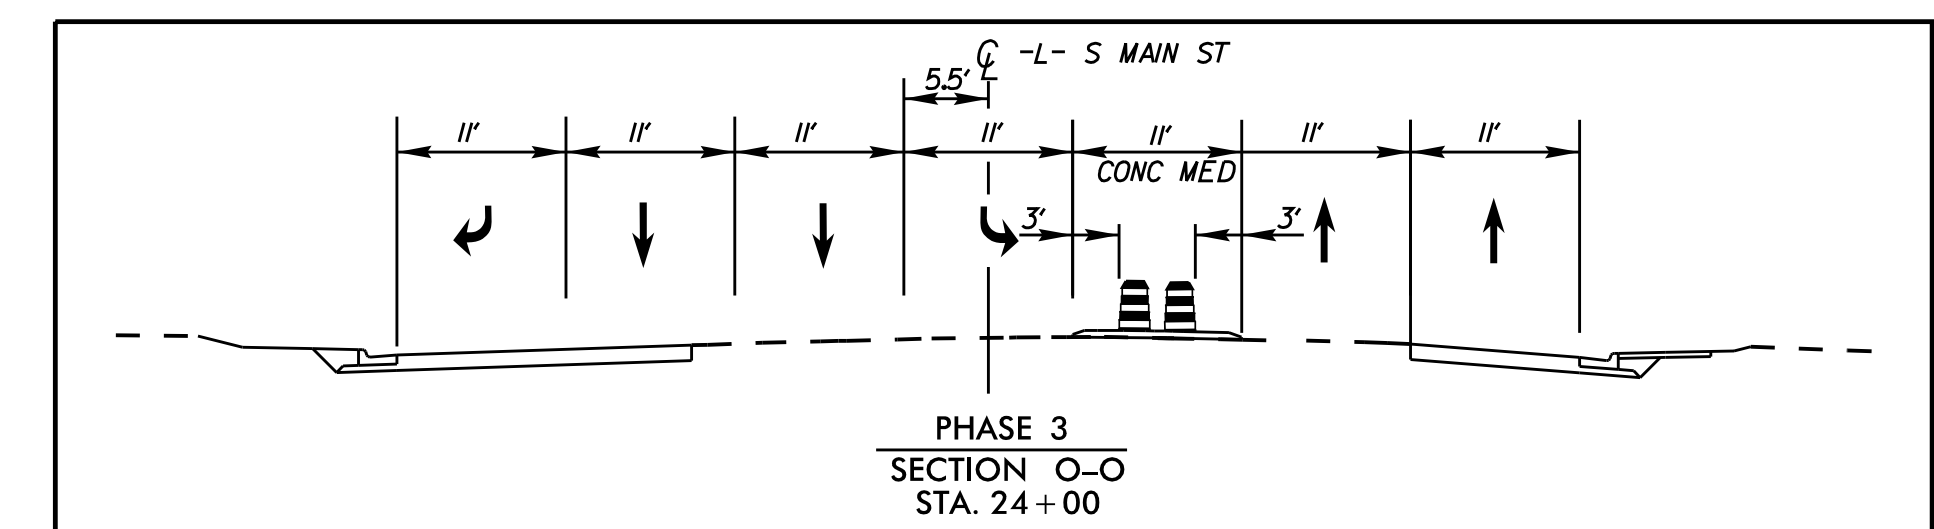 ℄ -L- S MAIN ST
5.5'
11' 11' 11' 11' 11' 11' 11'
CONC MED
3' 3'
PHASE 3
SECTION O-O
STA. 24+00